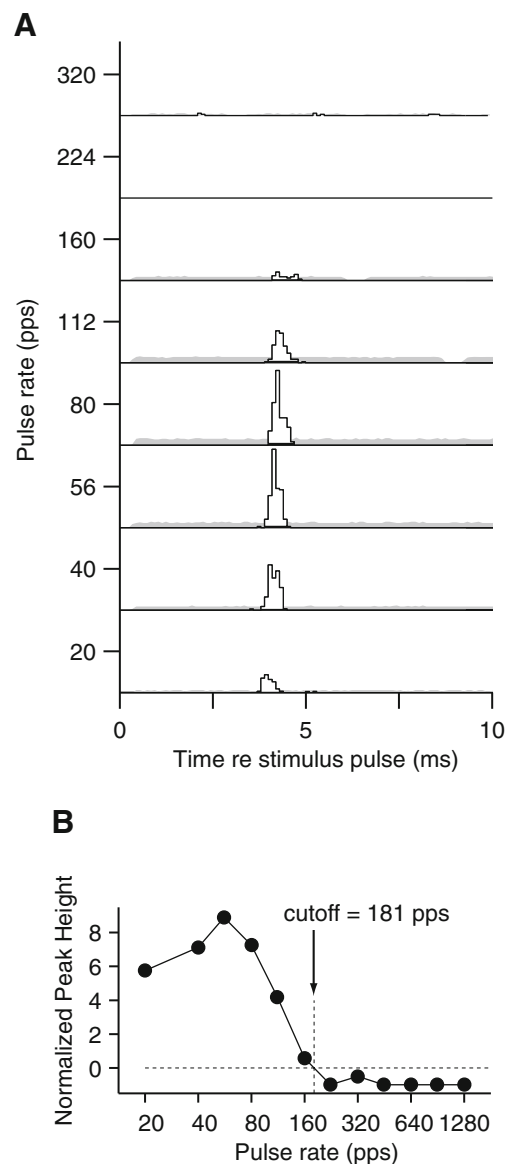 A
320
224
160
112
80
56
40
20
Pulse rate (pps)
0 5 10
Time re stimulus pulse (ms)
B
cutoff = 181 pps
Normalized Peak Height
8
6
4
2
0
20 40 80 160 320 640 1280
Pulse rate (pps)